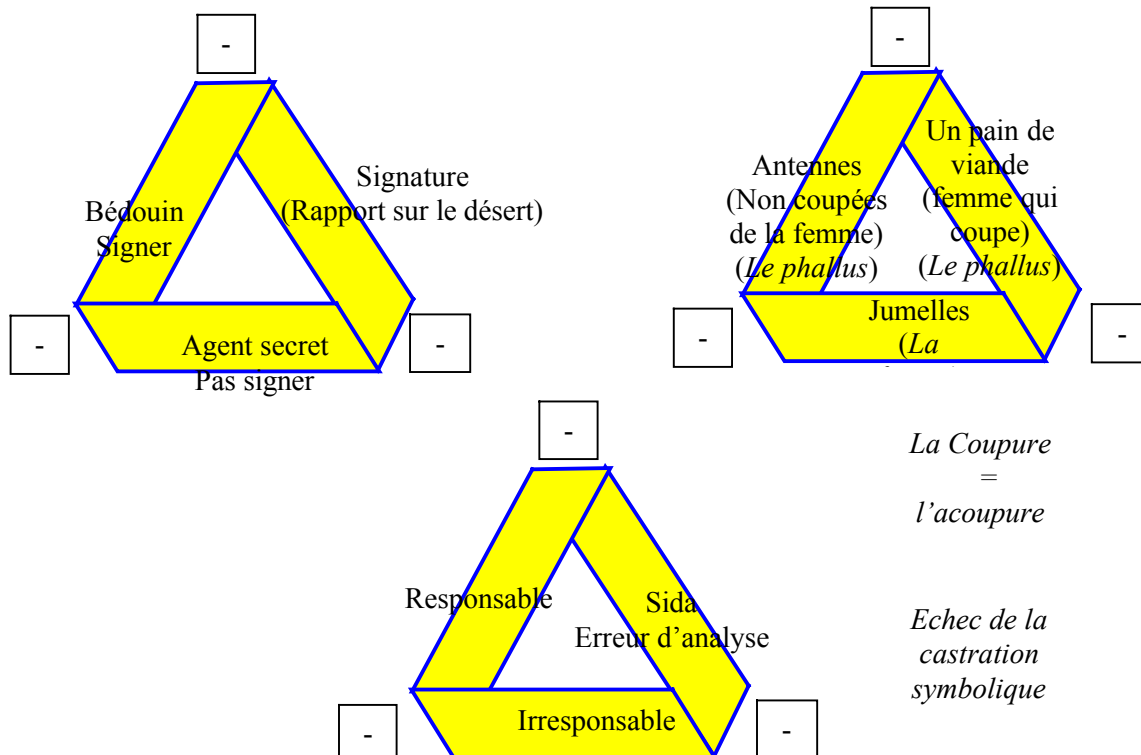 -
Bédouin
Signer
Signature
(Rapport sur le désert)
Agent secret
Pas signer
-
-
-
Antennes
(Non coupées
de la femme)
(Le phallus)
Un pain de
viande
(femme qui
coupe)
(Le phallus)
Jumelles
(La
-
-
-
Responsable
Sida
Erreur d’analyse
Irresponsable
-
-
La Coupure
=
l’acoupure
Echec de la
castration
symbolique